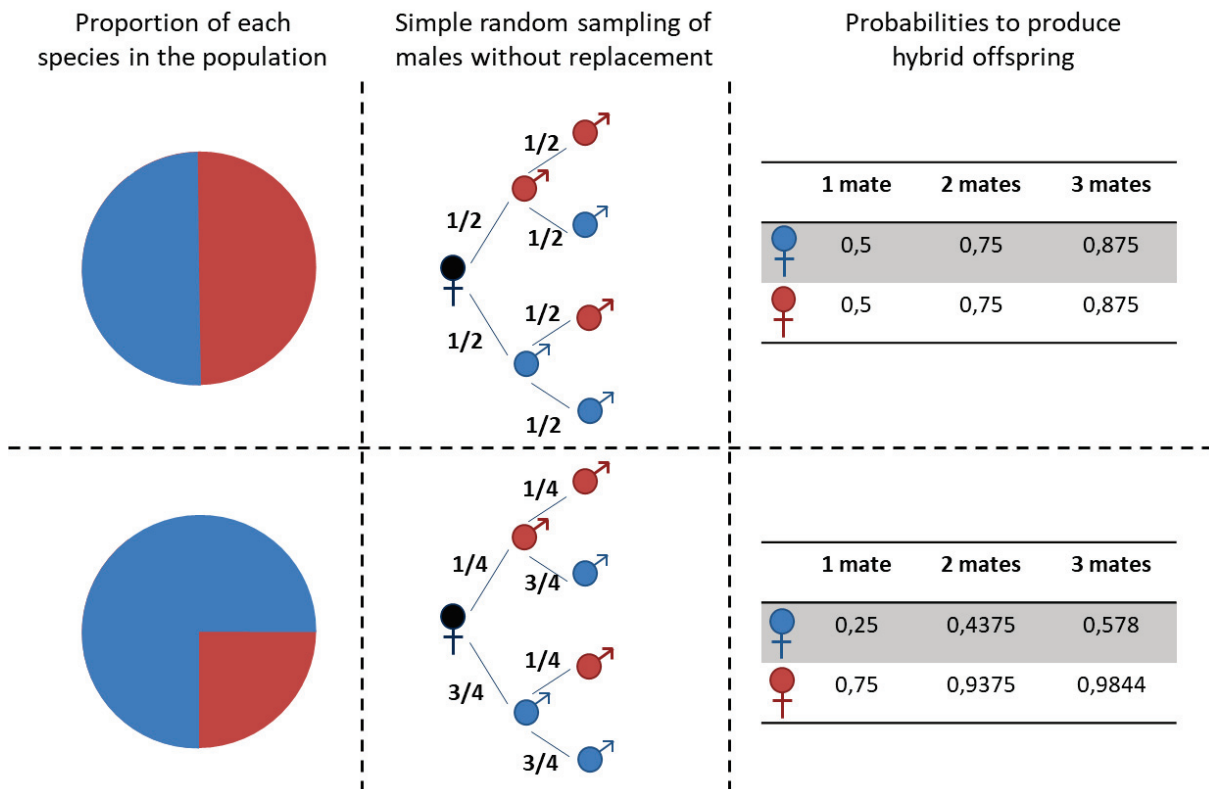 Proportion of each
species in the population
Simple random sampling of
males without replacement
Probabilities to produce
hybrid offspring
1/2
1/2
1/2
1/2
1/2
1/2
1 mate 2 mates 3 mates
0,5 0,75 0,875
0,5 0,75 0,875
1/4
1/4
3/4
1/4
3/4
3/4
1 mate 2 mates 3 mates
0,25 0,4375 0,578
0,75 0,9375 0,9844